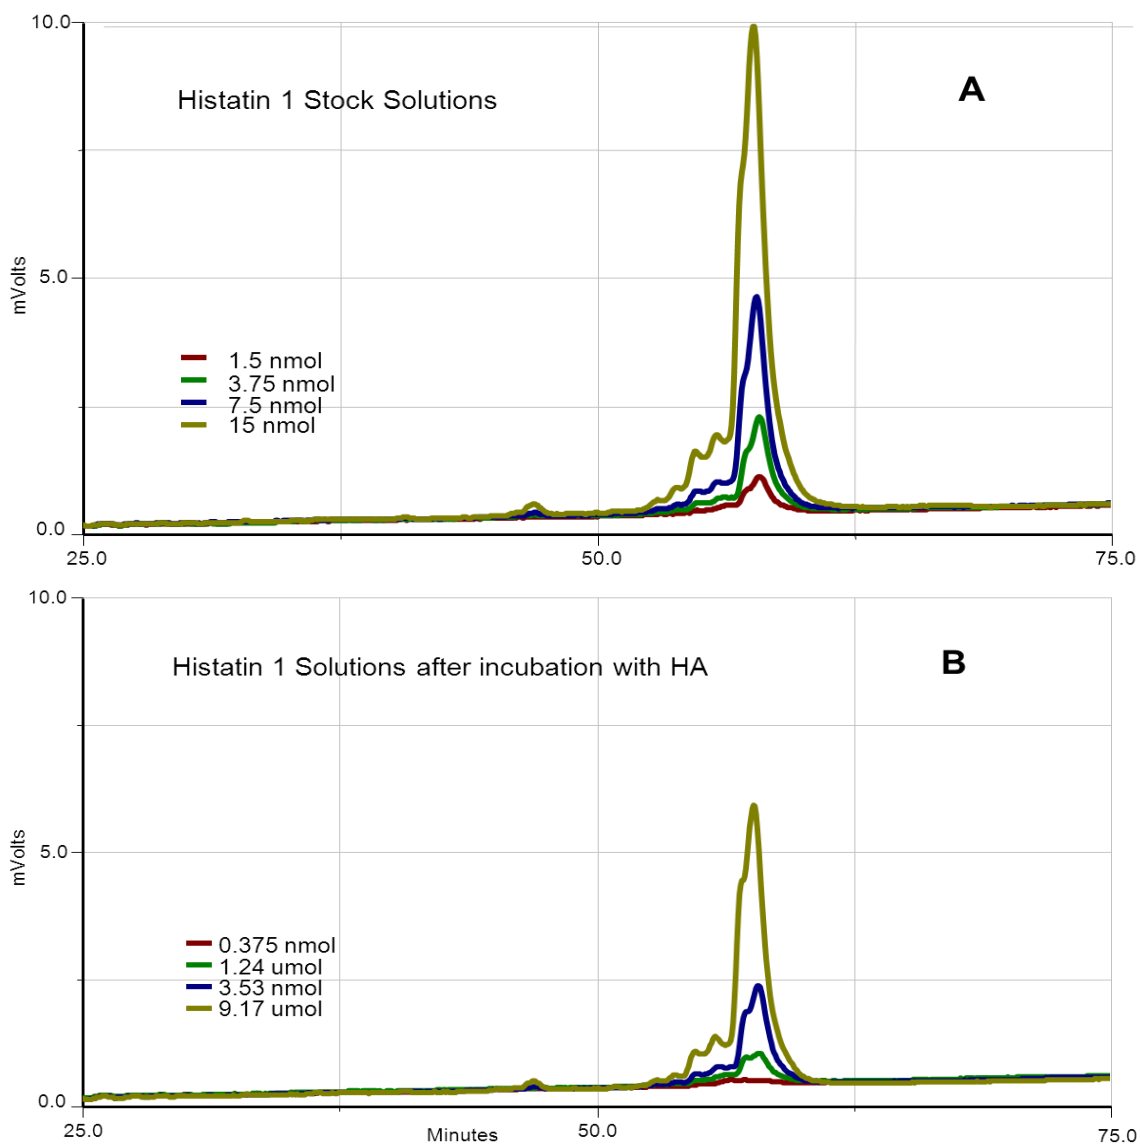 10.0
Histatin 1 Stock Solutions
A
mVolts
5.0
1.5 nmol
3.75 nmol
7.5 nmol
15 nmol
0.0
25.0 50.0 75.0
10.0
Histatin 1 Solutions after incubation with HA
B
mVolts
5.0
0.375 nmol
1.24 umol
3.53 nmol
9.17 umol
0.0
25.0 Minutes 50.0 75.0